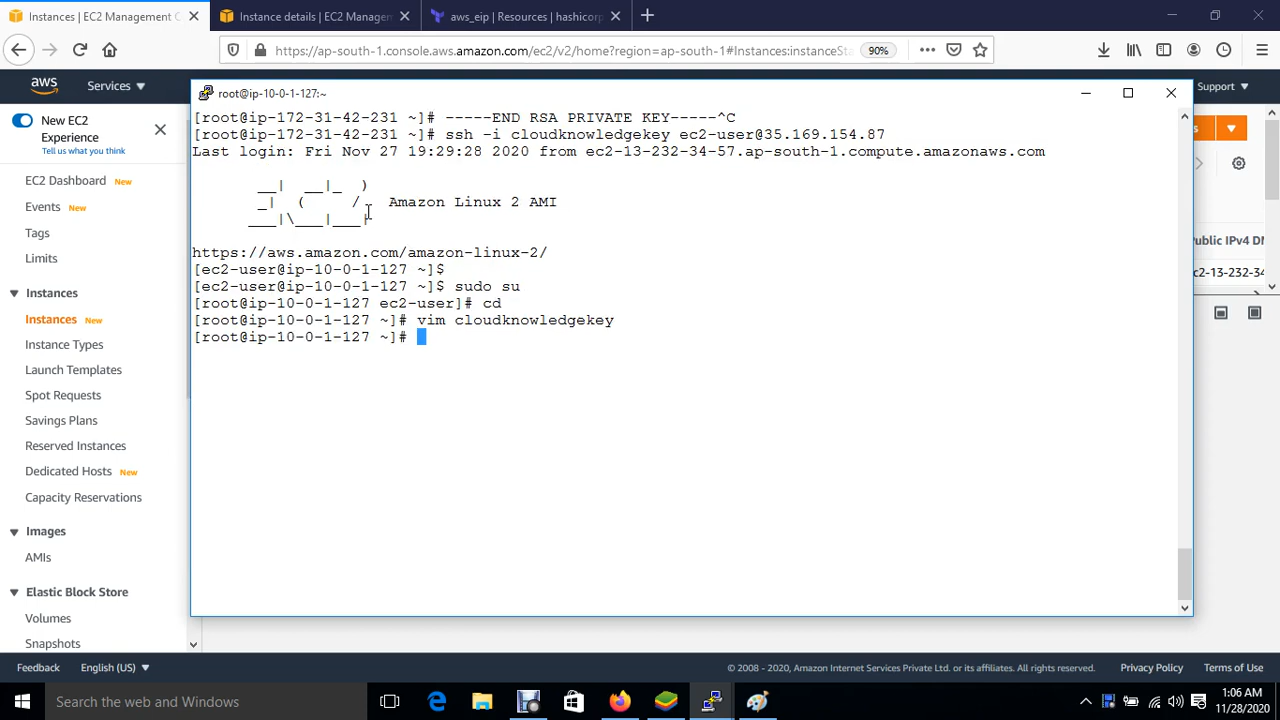 Instances | EC2 Management C
Instance details | EC2 Managem
aws_eip | Resources | hashicorp
https://ap-south-1.console.aws.amazon.com/ec2/v2/home?region=ap-south-1#Instances:instanceSta
90%
aws
Services
Support
New EC2
Experience
Tell us what you think
EC2 Dashboard New
Events New
Tags
Limits
Instances
Instances New
Instance Types
Launch Templates
Spot Requests
Savings Plans
Reserved Instances
Dedicated Hosts New
Capacity Reservations
Images
AMIs
Elastic Block Store
Volumes
Snapshots
root@ip-10-0-1-127:~
[root@ip-172-31-42-231 ~]# -----END RSA PRIVATE KEY-----^C
[root@ip-172-31-42-231 ~]# ssh -i cloudknowledgekey ec2-user@35.169.154.87
Last login: Fri Nov 27 19:29:28 2020 from ec2-13-232-34-57.ap-south-1.compute.amazonaws.com
__|  __|_  )
_|  (     /   Amazon Linux 2 AMI
___|\___|___|
https://aws.amazon.com/amazon-linux-2/
[ec2-user@ip-10-0-1-127 ~]$
[ec2-user@ip-10-0-1-127 ~]$ sudo su
[root@ip-10-0-1-127 ec2-user]# cd
[root@ip-10-0-1-127 ~]# vim cloudknowledgekey
[root@ip-10-0-1-127 ~]#
Public IPv4 D
ec2-13-232-34
Feedback
English (US)
© 2008 - 2020, Amazon Internet Services Private Ltd. or its affiliates. All rights reserved.
Privacy Policy
Terms of Use
Search the web and Windows
1:06 AM
11/28/2020